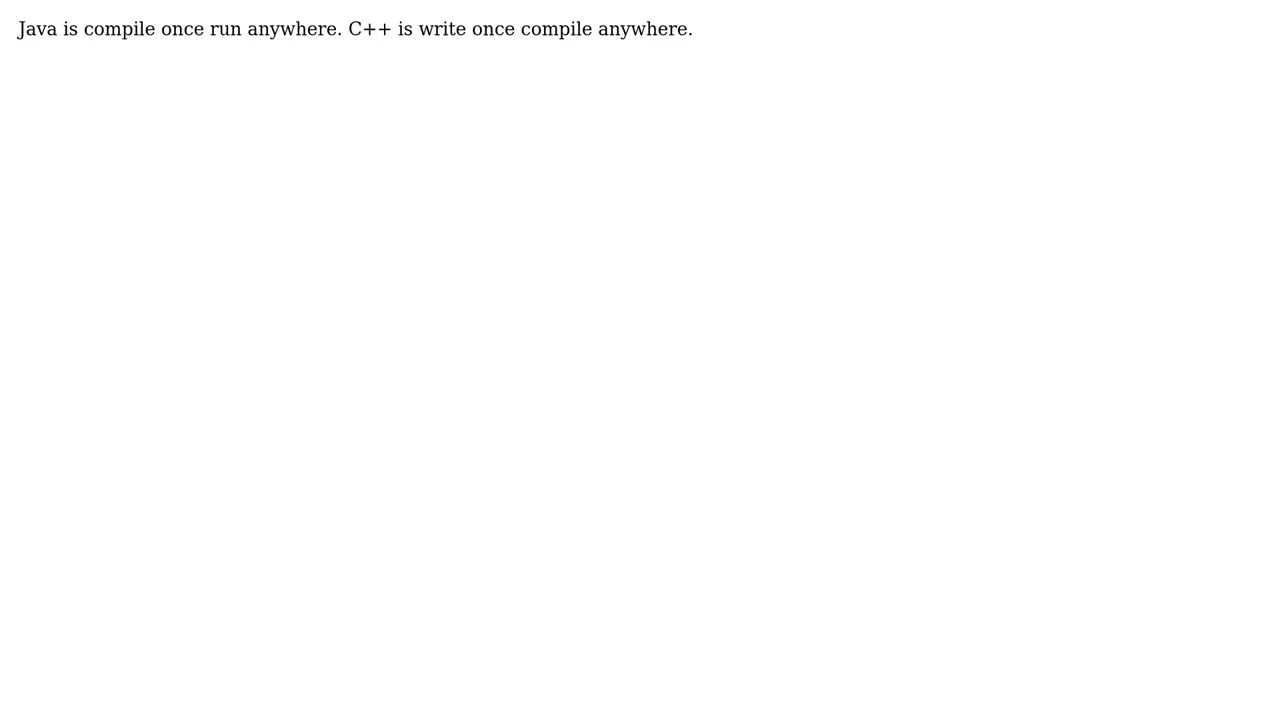 Java is compile once run anywhere. C++ is write once compile anywhere.